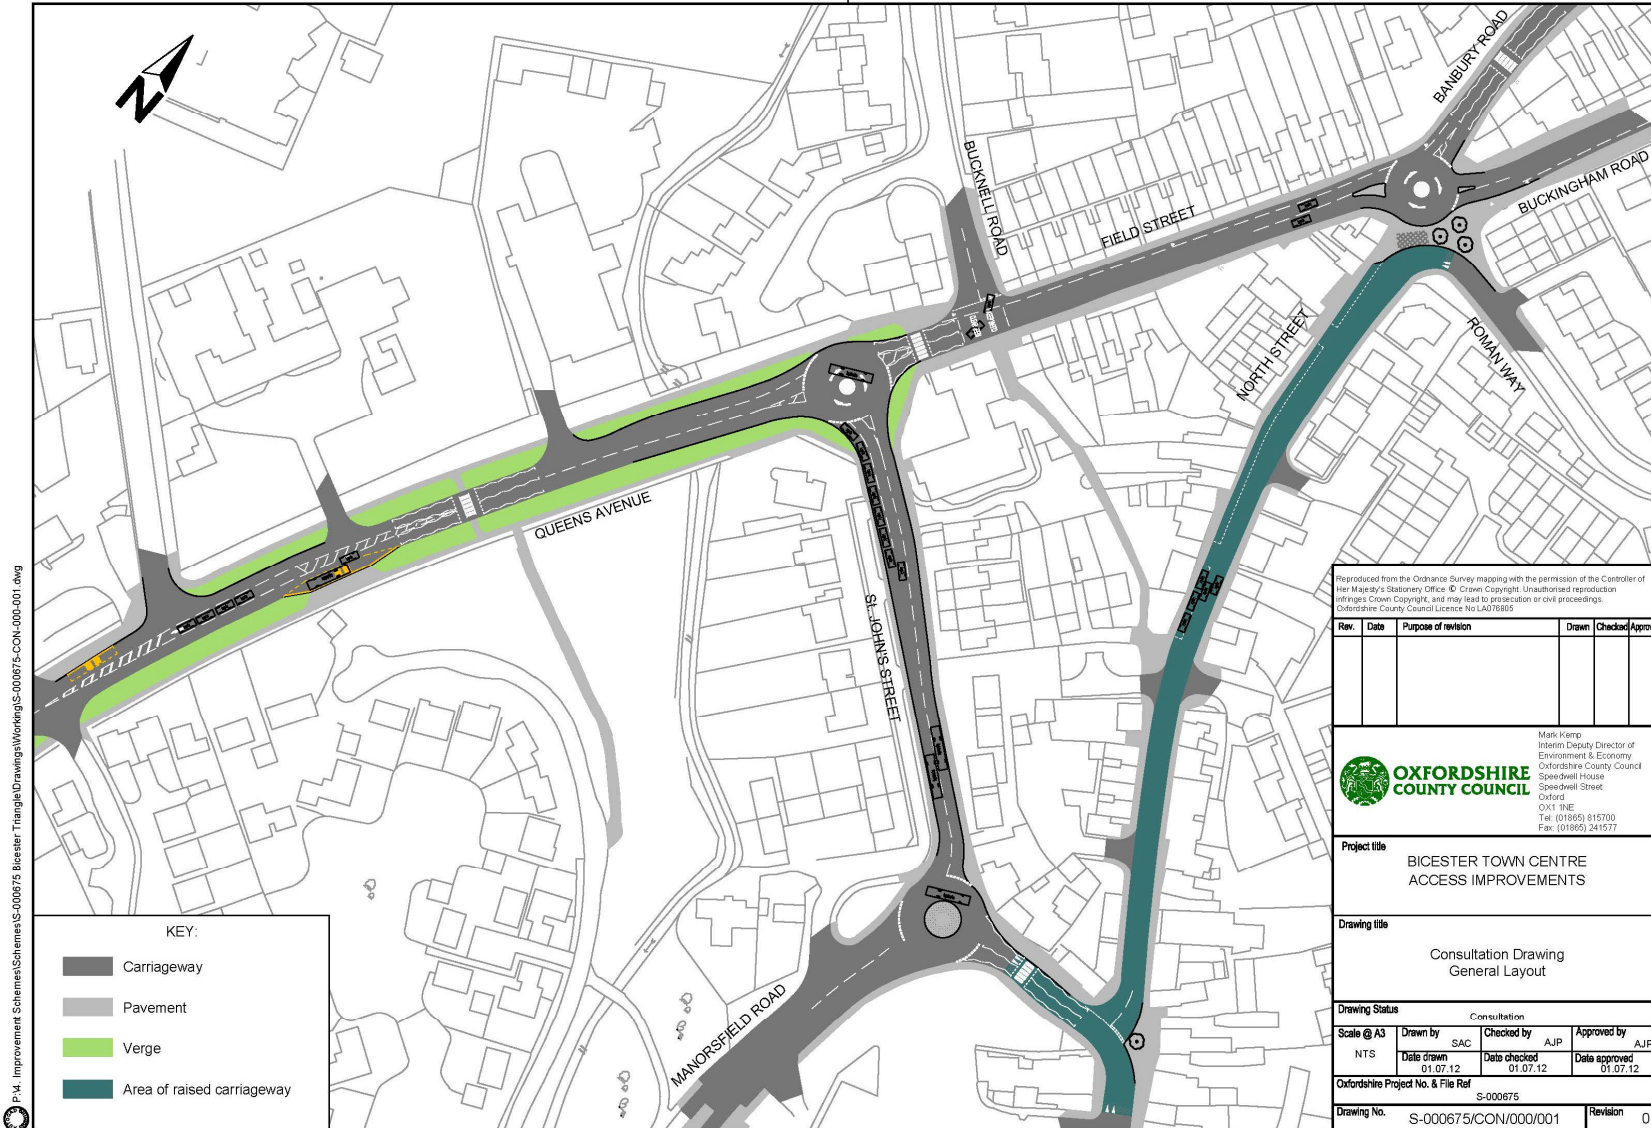 N
BANBURY ROAD
BUCKINGHAM ROAD
BUCKNELL ROAD
FIELD STREET
NORTH STREET
ROMAN WAY
QUEENS AVENUE
St. JOHN'S STREET
MANORSFIELD ROAD
KEY:
Carriageway
Pavement
Verge
Area of raised carriageway
P:\4. Improvement Schemes\Schemes\S-000675 Bicester Triangle\Drawings\Working\S-000675-CON-000-001.dwg
Reproduced from the Ordnance Survey mapping with the permission of the Controller of
Her Majesty's Stationery Office © Crown Copyright. Unauthorised reproduction
infringes Crown Copyright, and may lead to prosecution or civil proceedings.
Oxfordshire County Council Licence No LA076805
Rev. Date Purpose of revision Drawn Checked Approv
OXFORDSHIRE
COUNTY COUNCIL
Mark Kemp
Interim Deputy Director of
Environment & Economy
Oxfordshire County Council
Speedwell House
Speedwell Street
Oxford
OX1 1NE
Tel: (01865) 815700
Fax: (01865) 241577
Project title
BICESTER TOWN CENTRE
ACCESS IMPROVEMENTS
Drawing title
Consultation Drawing
General Layout
Drawing Status
Consultation
Scale @ A3 Drawn by Checked by Approved by
NTS SAC AJP AJP
Date drawn Date checked Date approved
01.07.12 01.07.12 01.07.12
Oxfordshire Project No. & File Ref
S-000675
Drawing No. S-000675/CON/000/001 Revision 0